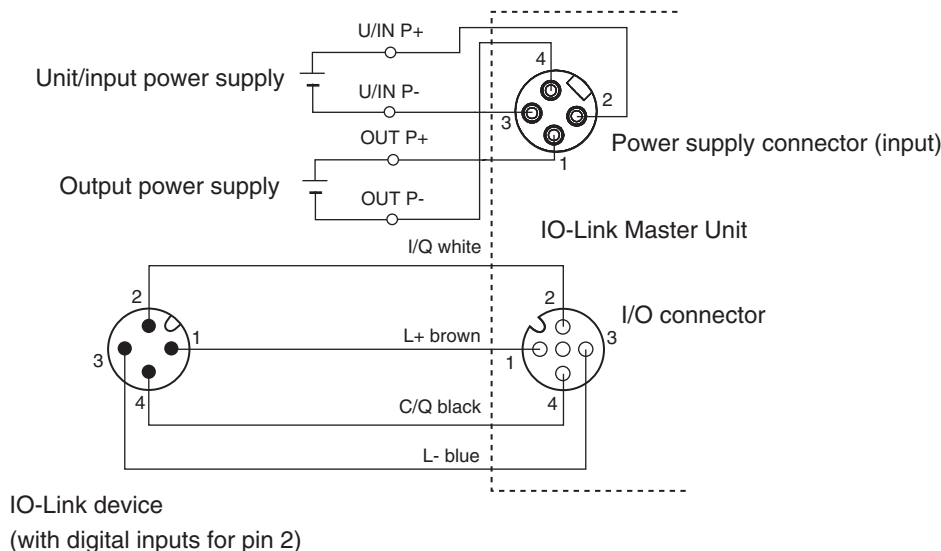 U/IN P+
Unit/input power supply
U/IN P-
OUT P+
Output power supply
OUT P-
4
2
3
1
Power supply connector (input)
IO-Link Master Unit
I/Q white
2
2
I/O connector
1
L+ brown
3
3
1
4
C/Q black
4
L- blue
IO-Link device
(with digital inputs for pin 2)